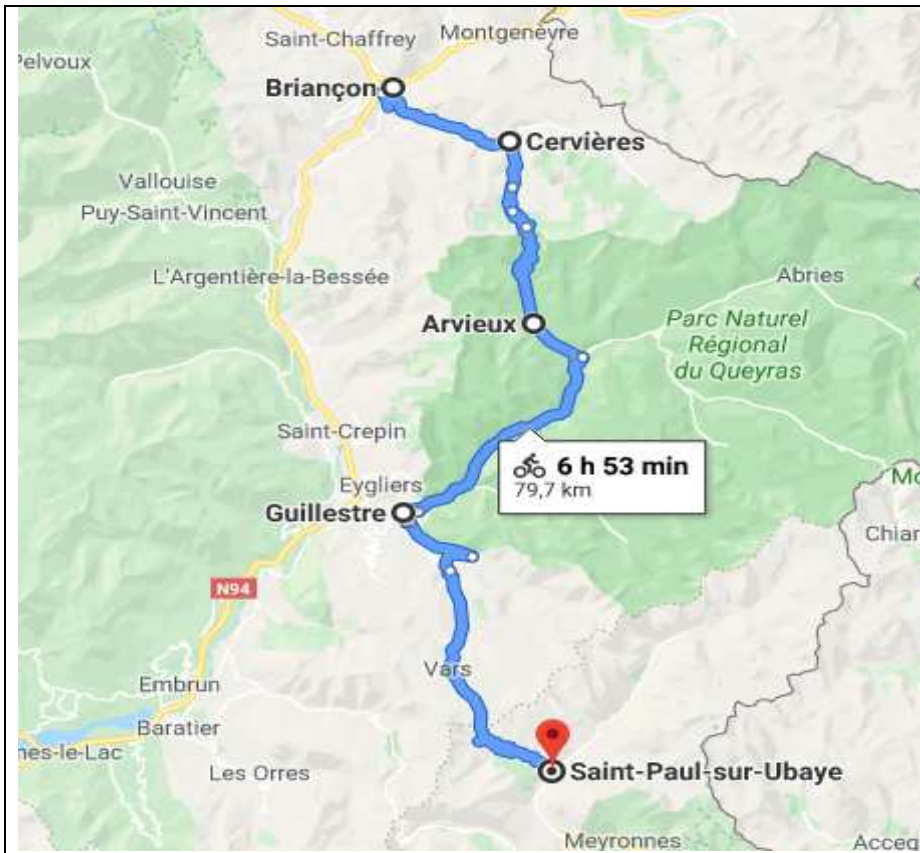 Saint-Chaffrey
Montgenèvre
Pelvoux
Briançon
Cervières
Vallouise
Puy-Saint-Vincent
L'Argentière-la-Bessée
Abries
Arvieux
Parc Naturel
Régional
du Queyras
Saint-Crepin
6 h 53 min
79,7 km
Eygliers
Guillestre
Mo
Chian
N94
Vars
Embrun
Baratier
nes-le-Lac
Les Orres
Saint-Paul-sur-Ubaye
Meyronnes
Acceg